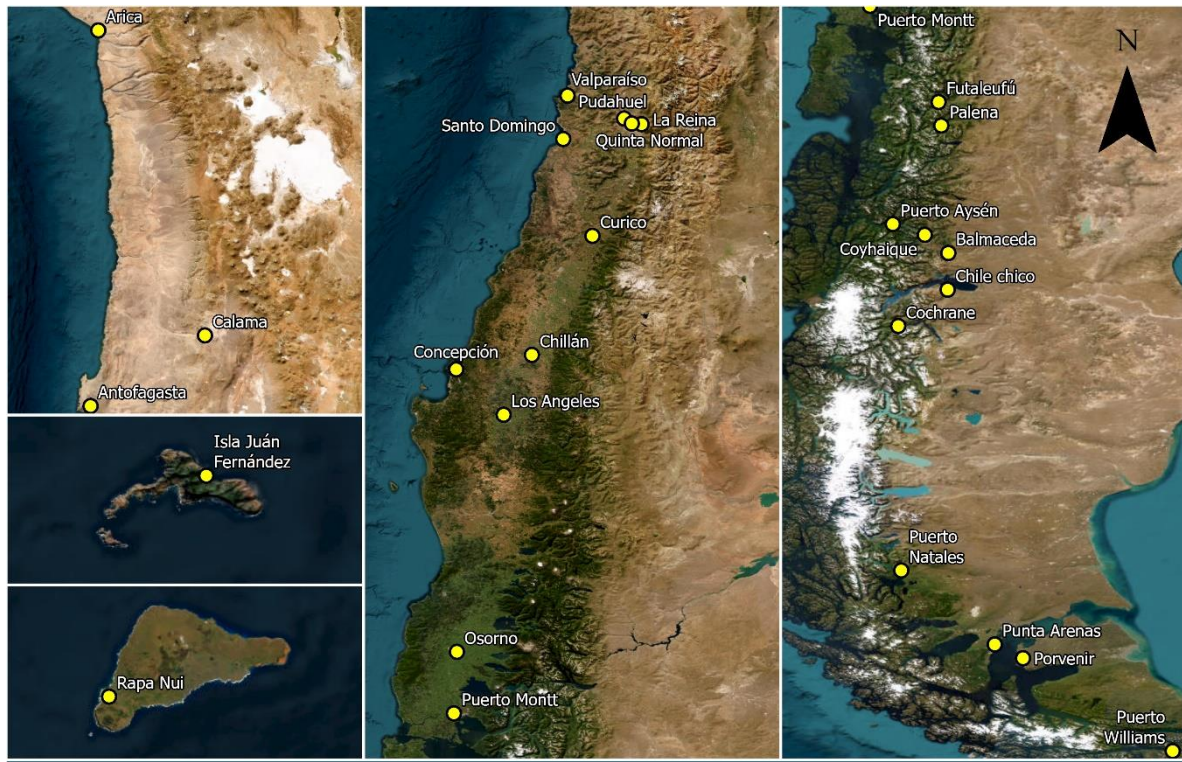 Arica
Calama
Antofagasta
Isla Juán
Fernández
Rapa Nui
Valparaíso
Pudahuel
La Reina
Santo Domingo
Quinta Normal
Curico
Chillán
Concepción
Los Angeles
Osorno
Puerto Montt
Puerto Montt
N
Futaleufú
Palena
Puerto Aysén
Coyhaique
Balmaceda
Chile chico
Cochrane
Puerto
Natales
Punta Arenas
Porvenir
Puerto
Williams